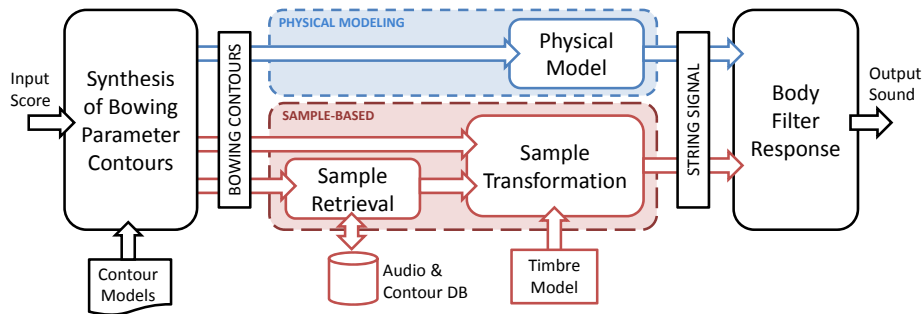 Input
Score
Synthesis
of Bowing
Parameter
Contours
Contour
Models
BOWING CONTOURS
PHYSICAL MODELING
Physical
Model
SAMPLE-BASED
Sample
Retrieval
Sample
Transformation
Audio &
Contour DB
Timbre
Model
STRING SIGNAL
Body
Filter
Response
Output
Sound